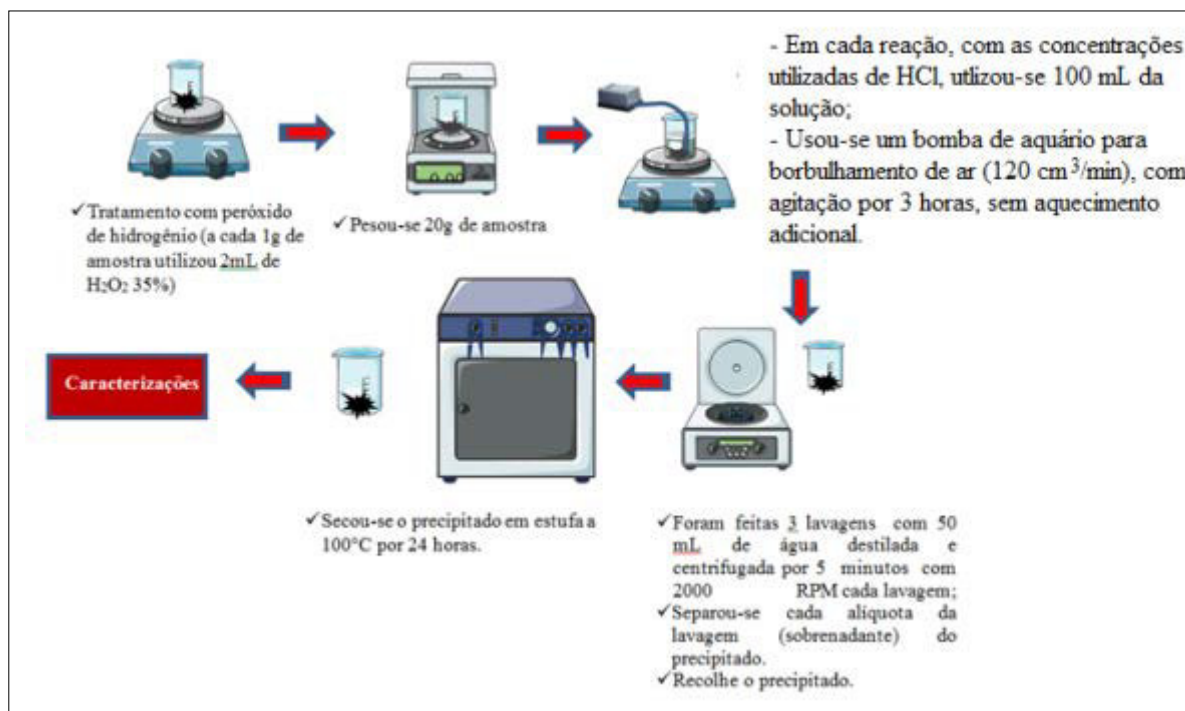 ✓Tratamento com peróxido
de hidrogênio (a cada 1g de
amostra utilizou 2mL de
H₂O₂ 35%)
✓Pesou-se 20g de amostra
- Em cada reação, com as concentrações
utilizadas de HCl, utlizou-se 100 mL da
solução;
- Usou-se um bomba de aquário para
borbulhamento de ar (120 cm³/min), com
agitação por 3 horas, sem aquecimento
adicional.
✓Foram feitas 3 lavagens com 50
mL de água destilada e
centrifugada por 5 minutos com
2000 RPM cada lavagem;
✓Separou-se cada alíquota da
lavagem (sobrenadante) do
precipitado.
✓Recolhe o precipitado.
✓Secou-se o precipitado em estufa a
100°C por 24 horas.
Caracterizações